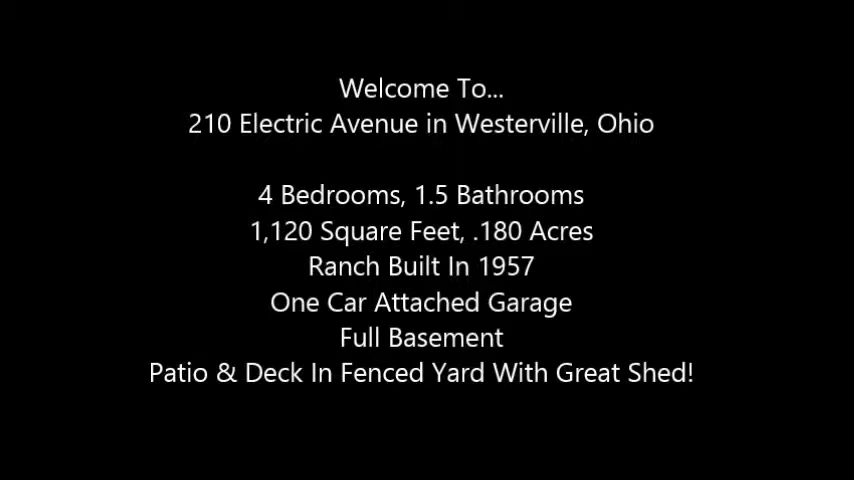 Welcome To...
210 Electric Avenue in Westerville, Ohio
4 Bedrooms, 1.5 Bathrooms
1,120 Square Feet, .180 Acres
Ranch Built In 1957
One Car Attached Garage
Full Basement
Patio & Deck In Fenced Yard With Great Shed!